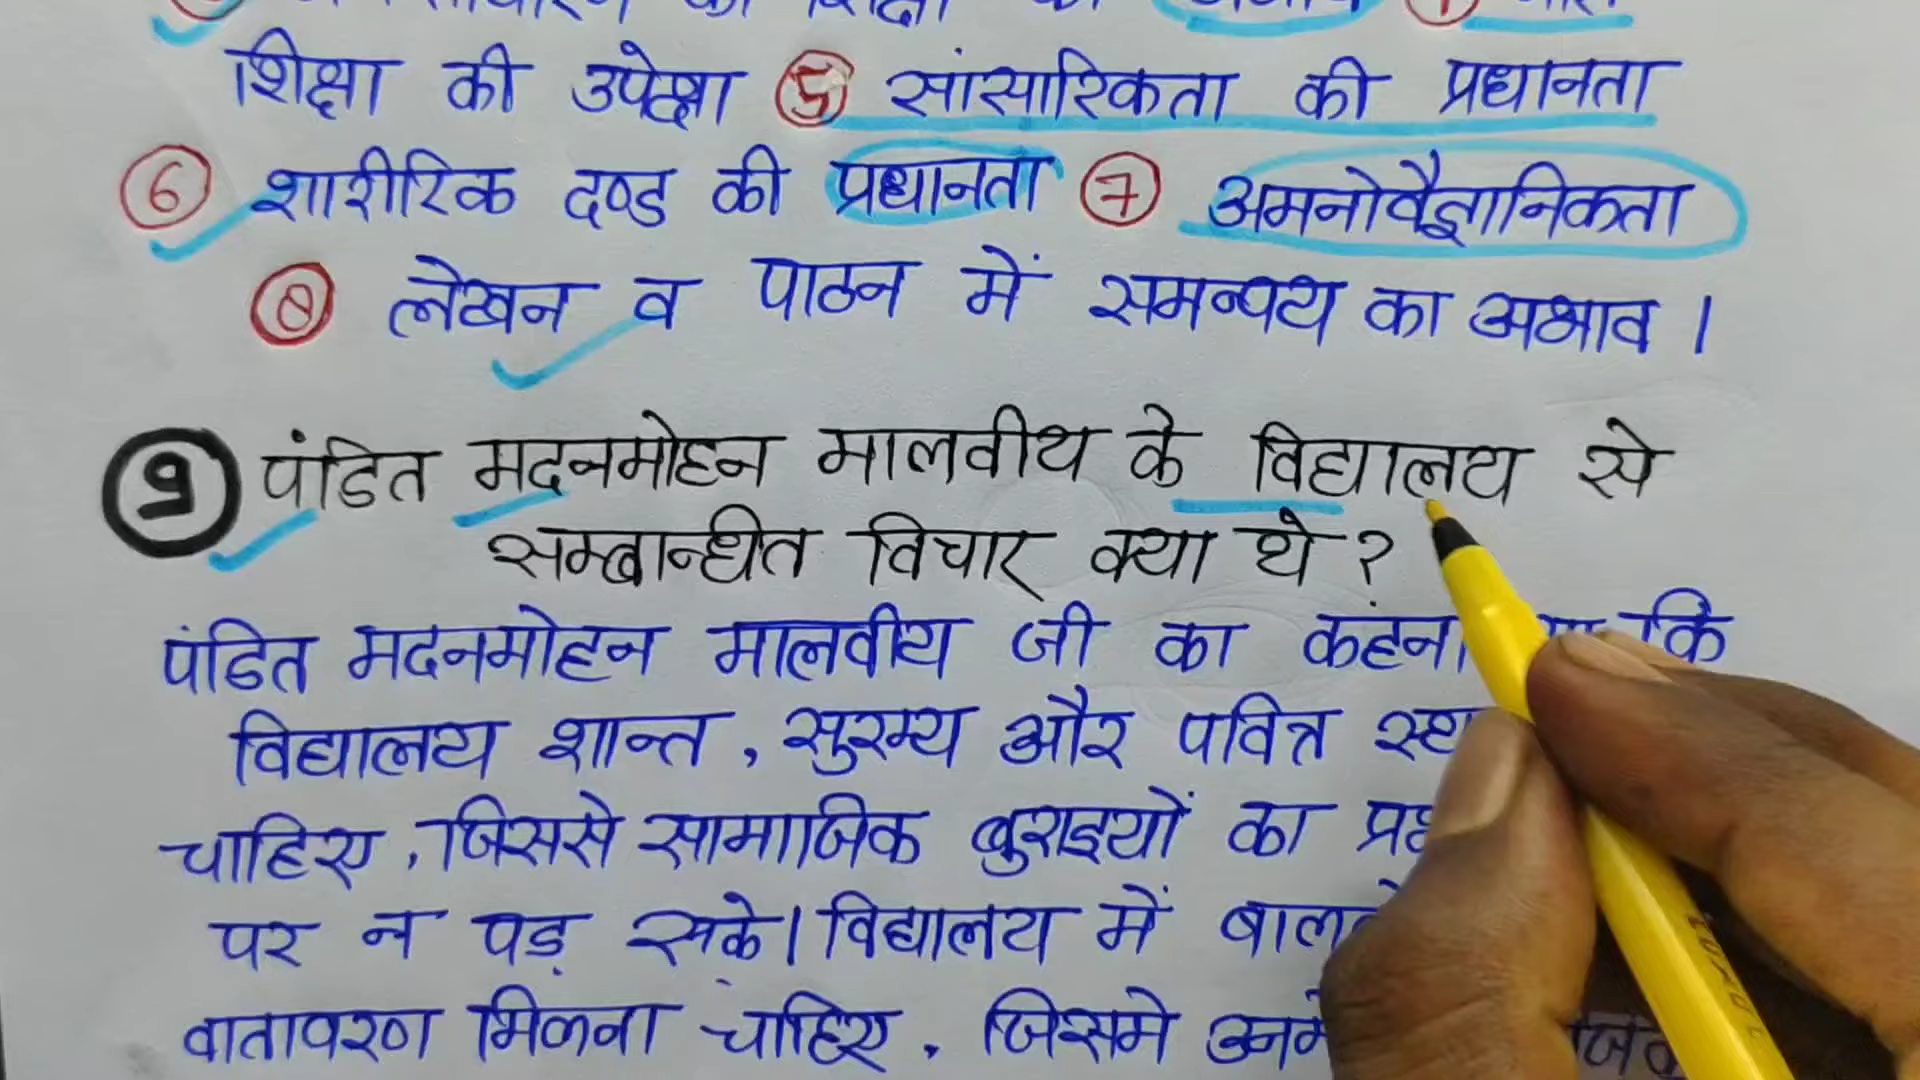 की शिक्षा
शिक्षा की उपेक्षा ⑤ सांसारिकता की प्रधानता
⑥ शारीरिक दण्ड की प्रधानता ⑦ अमनोवैज्ञानिकता
⑧ लेखन व पाठन में समन्वय का अभाव ।
9 पंडित मदनमोहन मालवीय के विद्यालय से
सम्बान्धीत विचार क्या थे ?
पंडित मदनमोहन मालवीय जी का कहंना कि
विद्यालय शान्त , सुरम्य और पवित्र
चाहिए , जिससे सामाजिक बुराइयों का
पर न पड़ सके । विद्यालय में
वातावरण मिलना चाहिए , जिसमे